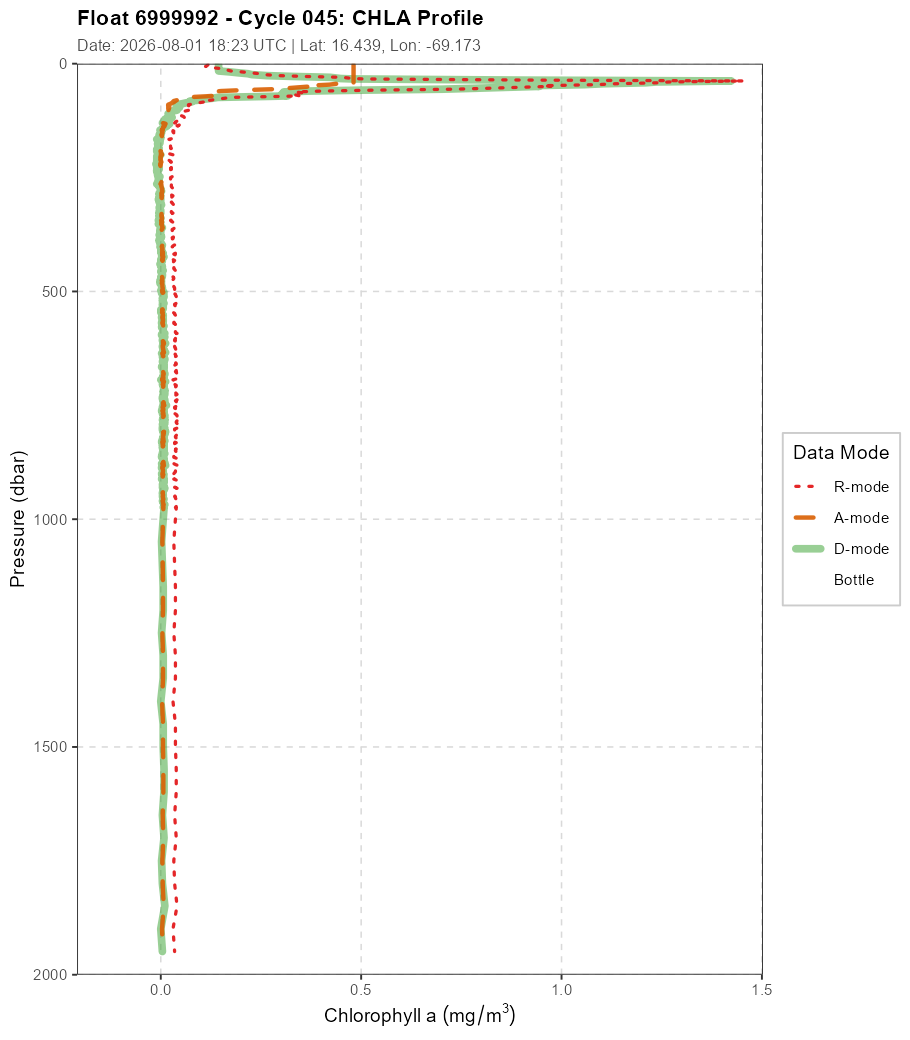 Float 6999992 - Cycle 045: CHLA Profile
Date: 2026-08-01 18:23 UTC | Lat: 16.439, Lon: -69.173
0
500
1000
1500
2000
Pressure (dbar)
0.0 0.5 1.0 1.5
Chlorophyll a (mg/m³)
Data Mode
R-mode
A-mode
D-mode
Bottle